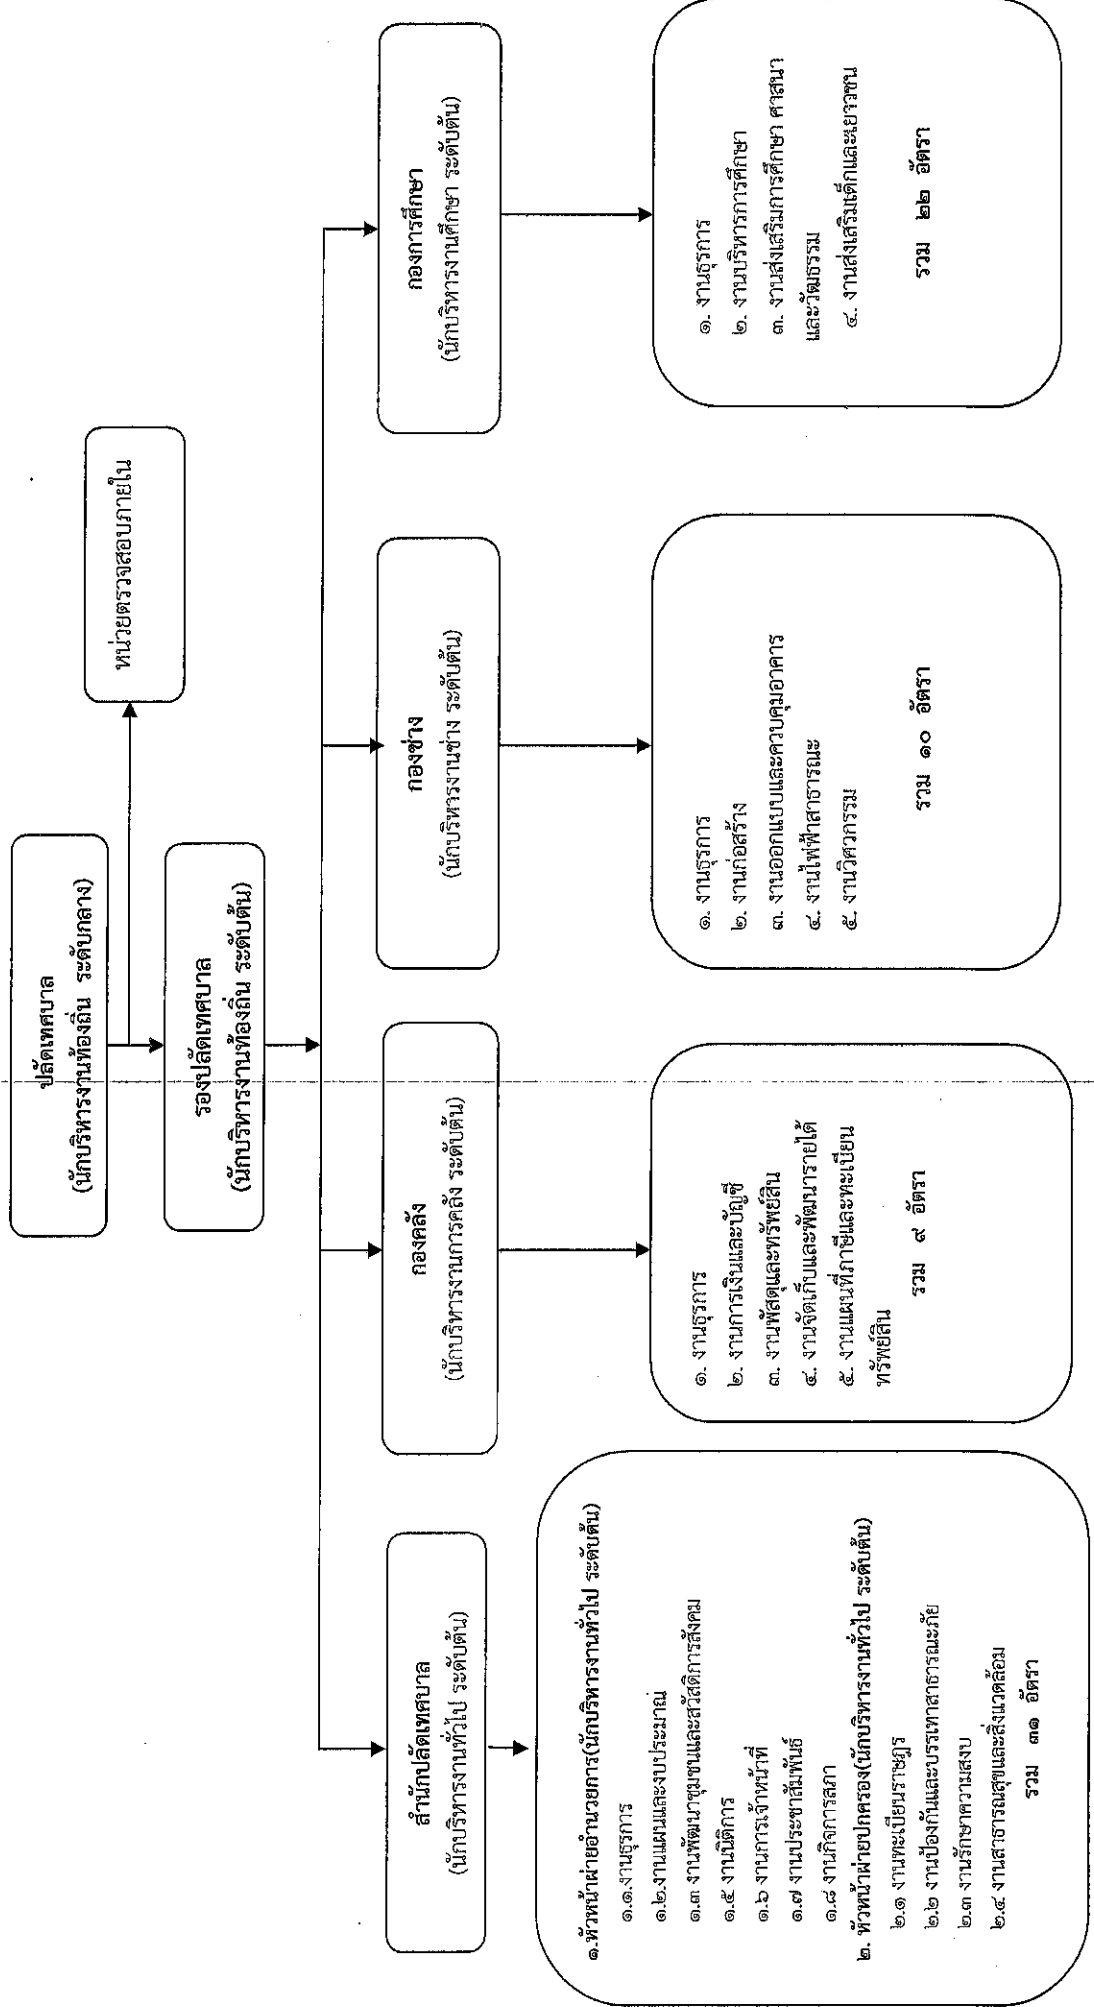 ปลัดเทศบาล
(นักบริหารงานท้องถิ่น ระดับกลาง)
หน่วยตรวจสอบภายใน
รองปลัดเทศบาล
(นักบริหารงานท้องถิ่น ระดับต้น)
สำนักปลัดเทศบาล
(นักบริหารงานทั่วไป ระดับต้น)
กองคลัง
(นักบริหารงานการคลัง ระดับต้น)
กองช่าง
(นักบริหารงานช่าง ระดับต้น)
กองการศึกษา
(นักบริหารงานศึกษา ระดับต้น)
๑.หัวหน้าฝ่ายอำนวยการ(นักบริหารงานทั่วไป ระดับต้น)
๑.๑.งานธุรการ
๑.๒.งานแผนและงบประมาณ
๑.๓ งานพัฒนาชุมชนและสวัสดิการสังคม
๑.๕ งานนิติการ
๑.๖ งานการเจ้าหน้าที่
๑.๗ งานประชาสัมพันธ์
๑.๘ งานกิจการสภา
๒. หัวหน้าฝ่ายปกครอง(นักบริหารงานทั่วไป ระดับต้น)
๒.๑ งานทะเบียนราษฎร
๒.๒ งานป้องกันและบรรเทาสาธารณะภัย
๒.๓ งานรักษาความสงบ
๒.๔ งานสาธารณสุขและสิ่งแวดล้อม
รวม ๓๑ อัตรา
๑. งานธุรการ
๒. งานการเงินและบัญชี
๓. งานพัสดุและทรัพย์สิน
๔. งานจัดเก็บและพัฒนารายได้
๕. งานแผนที่ภาษีและทะเบียน
ทรัพย์สิน
รวม ๙ อัตรา
๑. งานธุรการ
๒. งานก่อสร้าง
๓. งานออกแบบและควบคุมอาคาร
๔. งานไฟฟ้าสาธารณะ
๕. งานวิศวกรรม
รวม ๑๐ อัตรา
๑. งานธุรการ
๒. งานบริหารการศึกษา
๓. งานส่งเสริมการศึกษา ศาสนา
และวัฒธรรม
๔. งานส่งเสริมเด็กและเยาวชน
รวม ๒๒ อัตรา